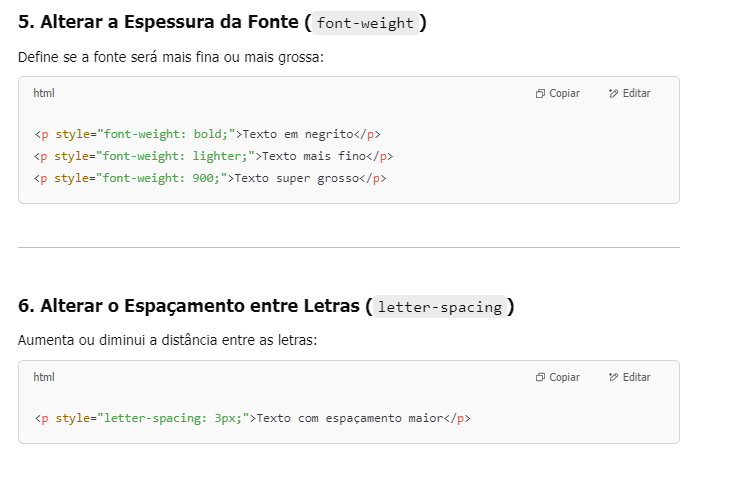 5. Alterar a Espessura da Fonte (font-weight)
Define se a fonte será mais fina ou mais grossa:
html Copiar Editar
<p style="font-weight: bold;">Texto em negrito</p>
<p style="font-weight: lighter;">Texto mais fino</p>
<p style="font-weight: 900;">Texto super grosso</p>
6. Alterar o Espaçamento entre Letras (letter-spacing)
Aumenta ou diminui a distância entre as letras:
html Copiar Editar
<p style="letter-spacing: 3px;">Texto com espaçamento maior</p>